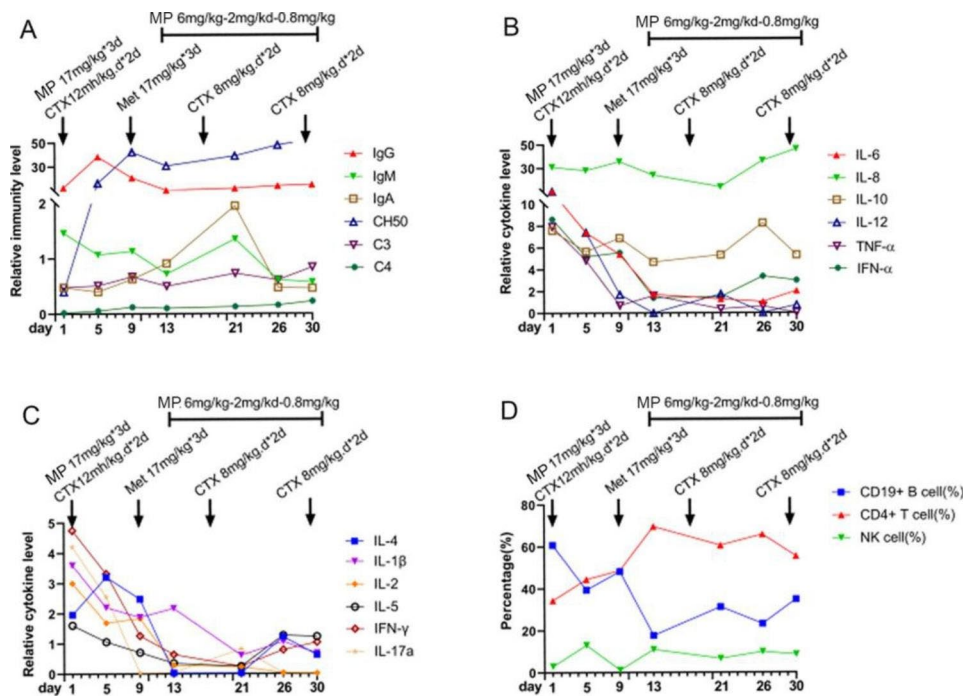 A
MP 6mg/kg-2mg/kd-0.8mg/kg
MP 17mg/kg*3d
CTX12mh/kg.d*2d
Met 17mg/kg*3d
CTX 8mg/kg.d*2d
CTX 8mg/kg.d*2d
Relative immunity level
50
30
2
1
0
day 1 5 9 13 21 26 30
IgG
IgM
IgA
CH50
C3
C4
B
MP 6mg/kg-2mg/kd-0.8mg/kg
MP 17mg/kg*3d
CTX12mh/kg.d*2d
Met 17mg/kg*3d
CTX 8mg/kg.d*2d
CTX 8mg/kg.d*2d
Relative cytokine level
50
30
10
8
6
4
2
0
day 1 5 9 13 21 26 30
IL-6
IL-8
IL-10
IL-12
TNF-α
IFN-α
C
MP 6mg/kg-2mg/kd-0.8mg/kg
MP 17mg/kg*3d
CTX12mh/kg.d*2d
Met 17mg/kg*3d
CTX 8mg/kg.d*2d
CTX 8mg/kg.d*2d
Relative cytokine level
5
4
3
2
1
0
day 1 5 9 13 21 26 30
IL-4
IL-1β
IL-2
IL-5
IFN-γ
IL-17a
D
MP 6mg/kg-2mg/kd-0.8mg/kg
MP 17mg/kg*3d
CTX12mh/kg.d*2d
Met 17mg/kg*3d
CTX 8mg/kg.d*2d
CTX 8mg/kg.d*2d
Percentage(%)
80
60
40
20
0
day 1 5 9 13 21 26 30
CD19+ B cell(%)
CD4+ T cell(%)
NK cell(%)